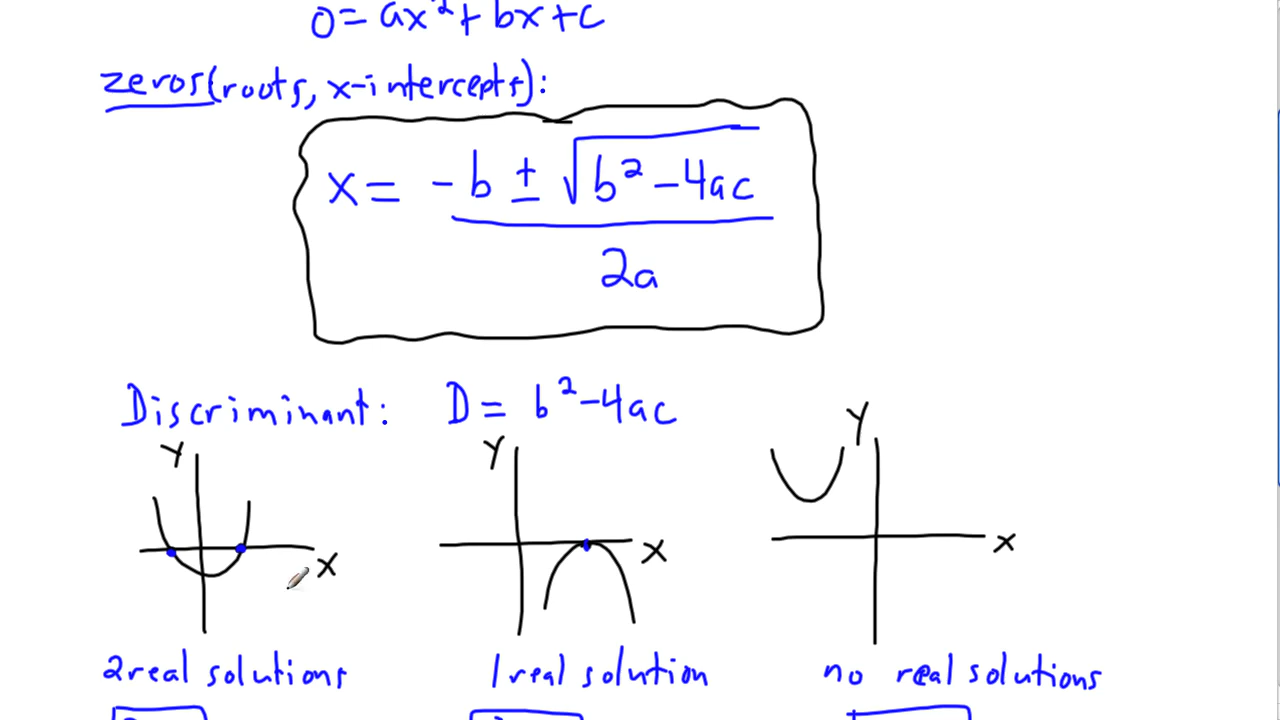 0 = ax² + bx + c
zeros (roots, x-intercepts):
x = -b ± √(b² - 4ac)
2a
Discriminant: D = b² - 4ac
Y Y Y
X X X
2 real solutions 1 real solution no real solutions